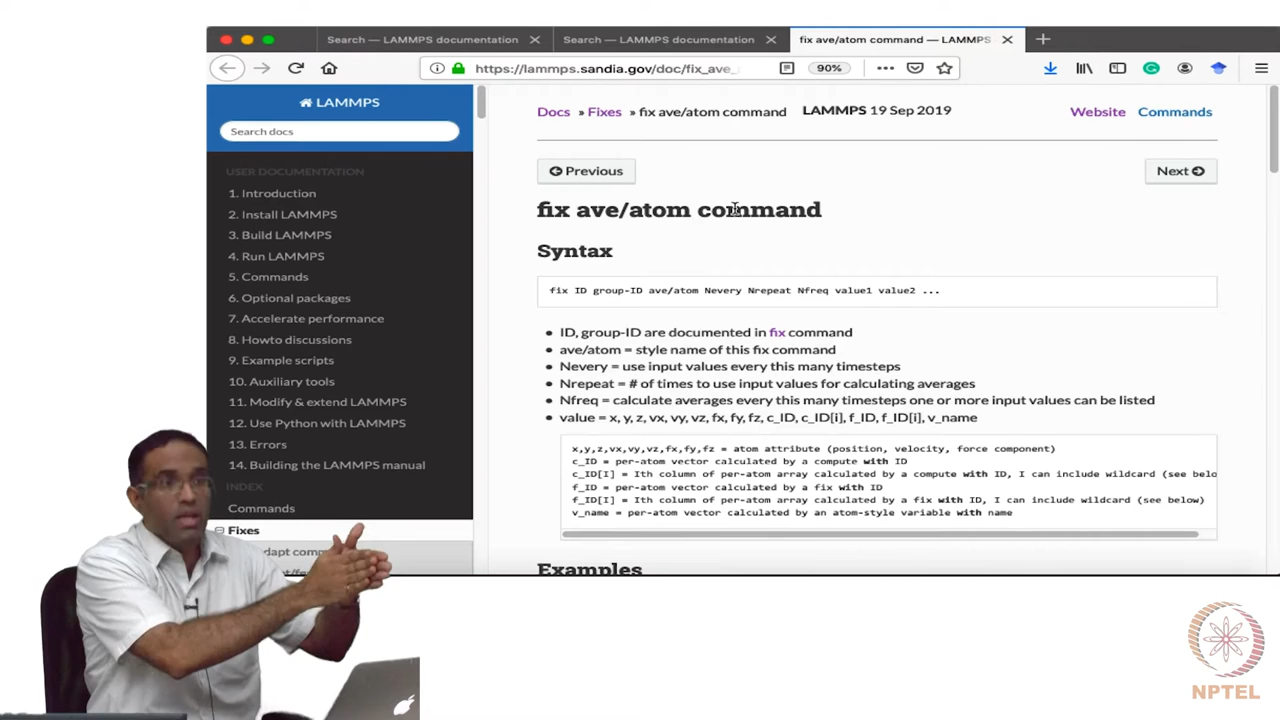 Search — LAMMPS documentation
Search — LAMMPS documentation
fix ave/atom command — LAMMPS
https://lammps.sandia.gov/doc/fix_ave_
90%
LAMMPS
Search docs
USER DOCUMENTATION
1. Introduction
2. Install LAMMPS
3. Build LAMMPS
4. Run LAMMPS
5. Commands
6. Optional packages
7. Accelerate performance
8. Howto discussions
9. Example scripts
10. Auxiliary tools
11. Modify & extend LAMMPS
12. Use Python with LAMMPS
13. Errors
14. Building the LAMMPS manual
INDEX
Commands
Fixes
Docs » Fixes » fix ave/atom command
LAMMPS 19 Sep 2019
Website Commands
Previous
Next
fix ave/atom command
Syntax
fix ID group-ID ave/atom Nevery Nrepeat Nfreq value1 value2 ...
ID, group-ID are documented in fix command
ave/atom = style name of this fix command
Nevery = use input values every this many timesteps
Nrepeat = # of times to use input values for calculating averages
Nfreq = calculate averages every this many timesteps one or more input values can be listed
value = x, y, z, vx, vy, vz, fx, fy, fz, c_ID, c_ID[i], f_ID, f_ID[i], v_name
x,y,z,vx,vy,vz,fx,fy,fz = atom attribute (position, velocity, force component)
c_ID = per-atom vector calculated by a compute with ID
c_ID[I] = Ith column of per-atom array calculated by a compute with ID, I can include wildcard (see belo
f_ID = per-atom vector calculated by a fix with ID
f_ID[I] = Ith column of per-atom array calculated by a fix with ID, I can include wildcard (see below)
v_name = per-atom vector calculated by an atom-style variable with name
Examples
NPTEL